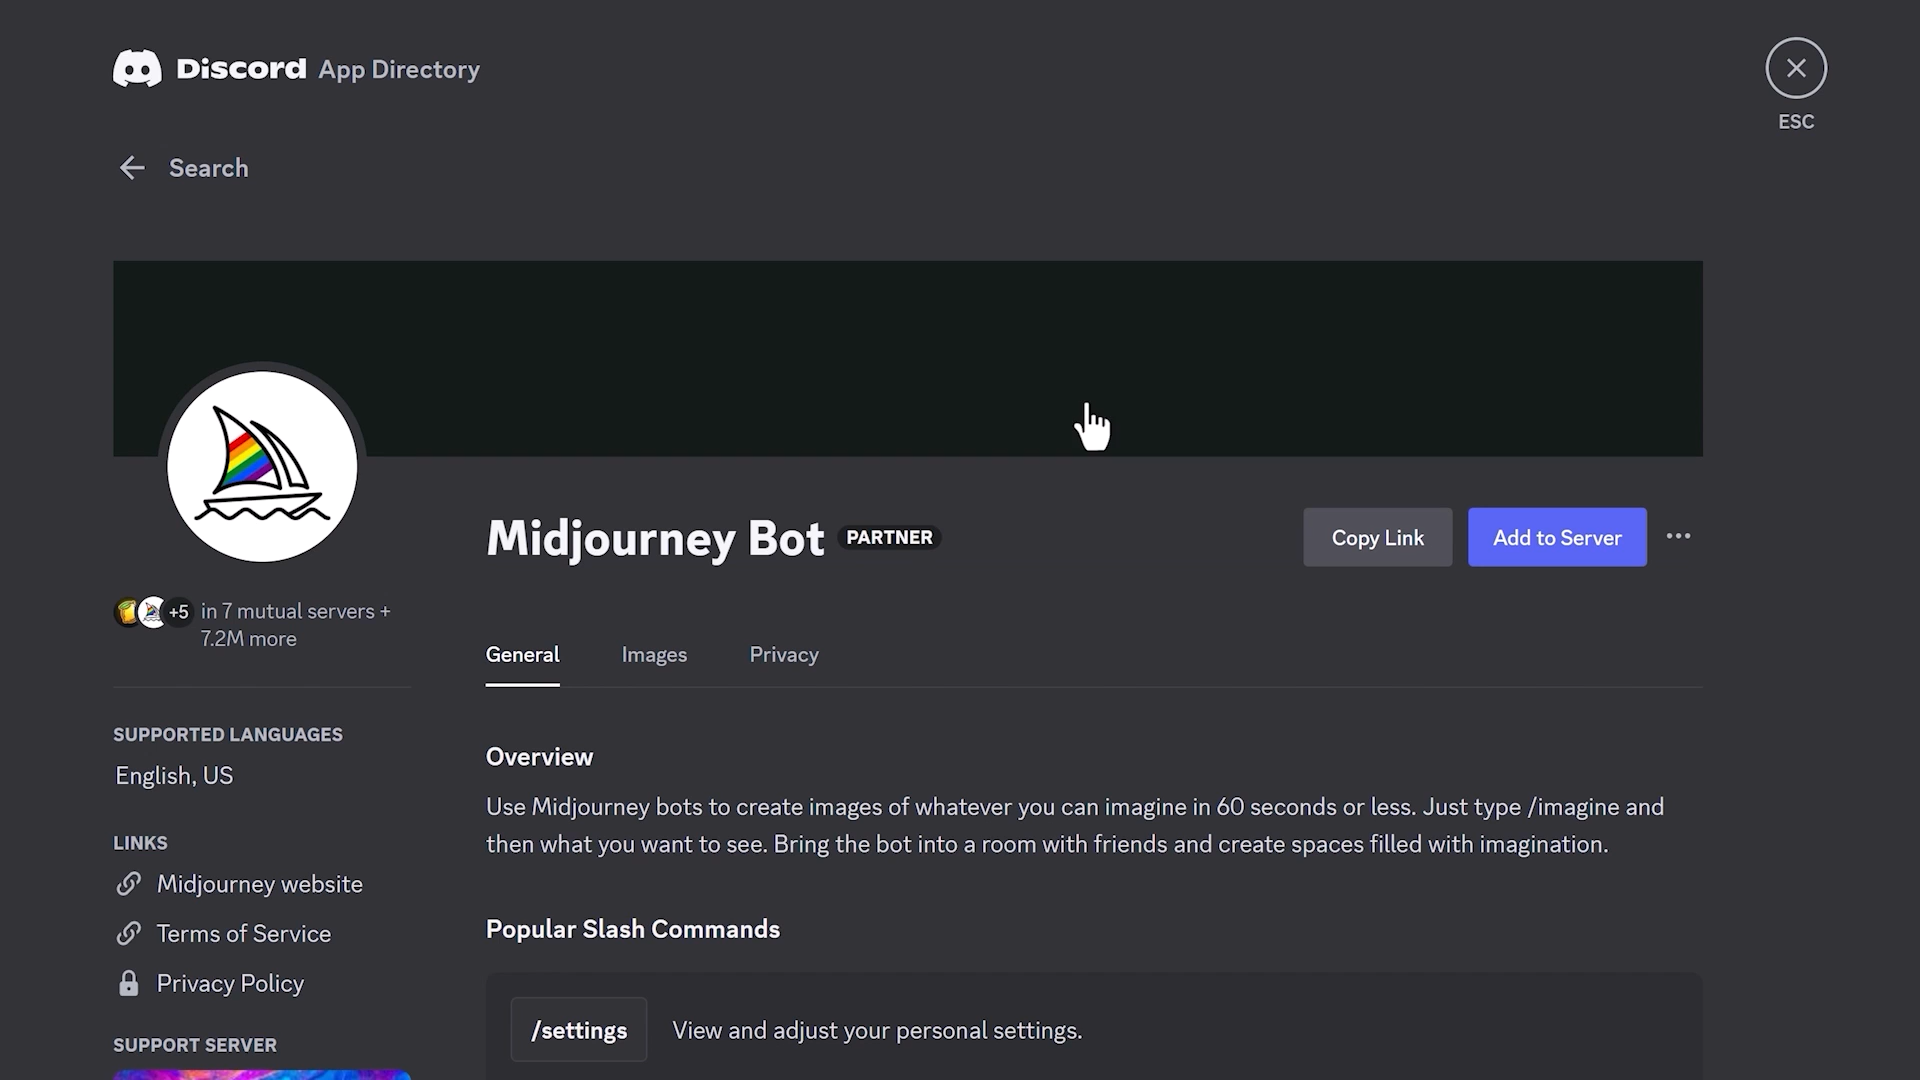 Discord App Directory
ESC
Search
Midjourney Bot PARTNER
Copy Link
Add to Server
+5 in 7 mutual servers +
7.2M more
General
Images
Privacy
SUPPORTED LANGUAGES
English, US
LINKS
Midjourney website
Terms of Service
Privacy Policy
SUPPORT SERVER
Overview
Use Midjourney bots to create images of whatever you can imagine in 60 seconds or less. Just type /imagine and
then what you want to see. Bring the bot into a room with friends and create spaces filled with imagination.
Popular Slash Commands
/settings
View and adjust your personal settings.